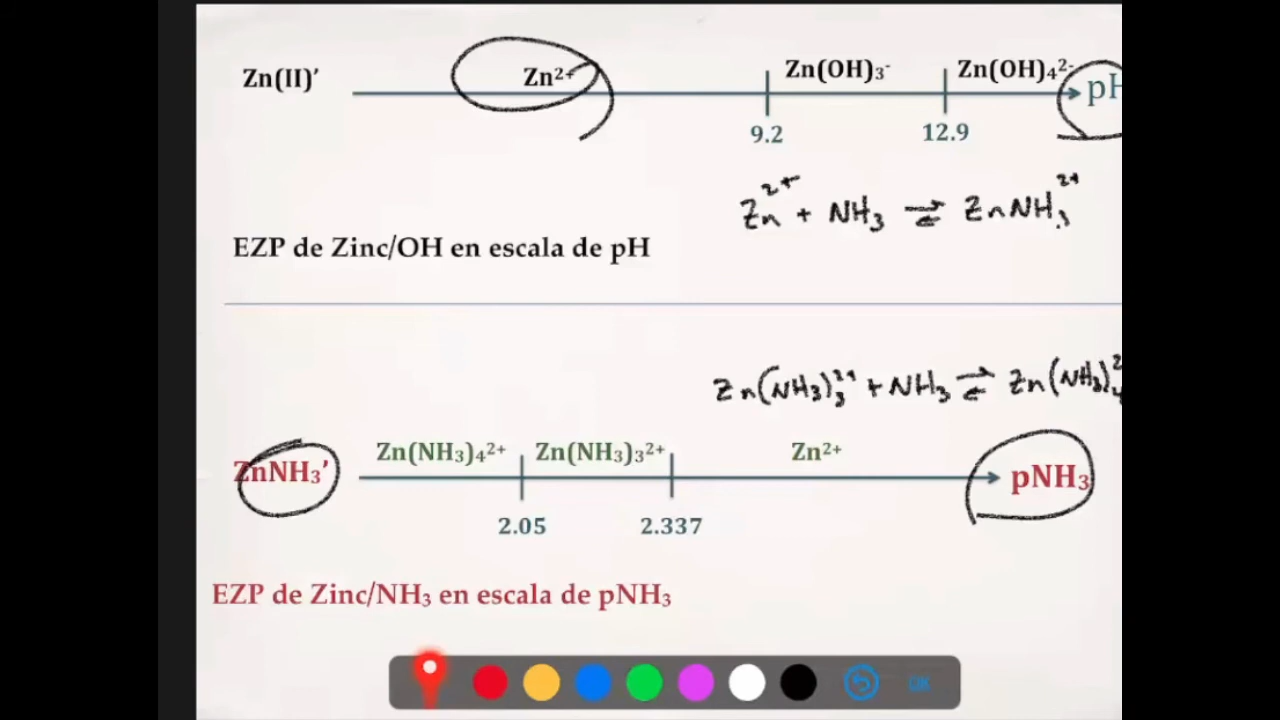 Zn(II)’ Zn²⁺ Zn(OH)₃⁻ Zn(OH)₄²⁻ pH
9.2 12.9
Zn²⁺ + NH₃ ⇌ ZnNH₃²⁺
EZP de Zinc/OH en escala de pH
Zn(NH₃)₃²⁺ + NH₃ ⇌ Zn(NH₃)₄²
ZnNH₃’ Zn(NH₃)₄²⁺ Zn(NH₃)₃²⁺ Zn²⁺ pNH₃
2.05 2.337
EZP de Zinc/NH₃ en escala de pNH₃
OK